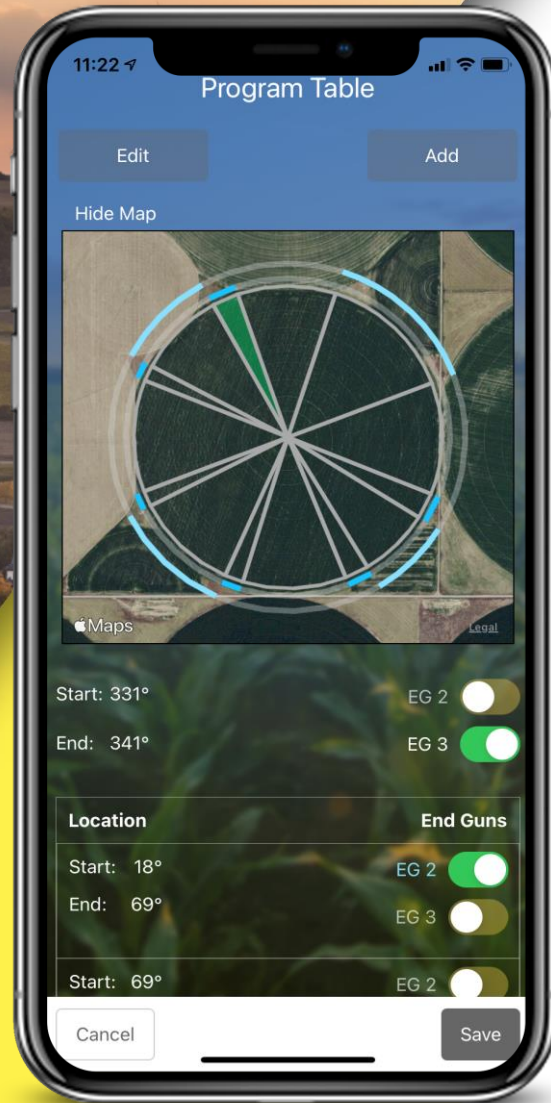 11:22
Program Table
Edit
Add
Hide Map
Maps
Legal
Start: 331°
EG 2
End: 341°
EG 3
Location
End Guns
Start: 18°
EG 2
End: 69°
EG 3
Start: 69°
EG 2
Cancel
Save